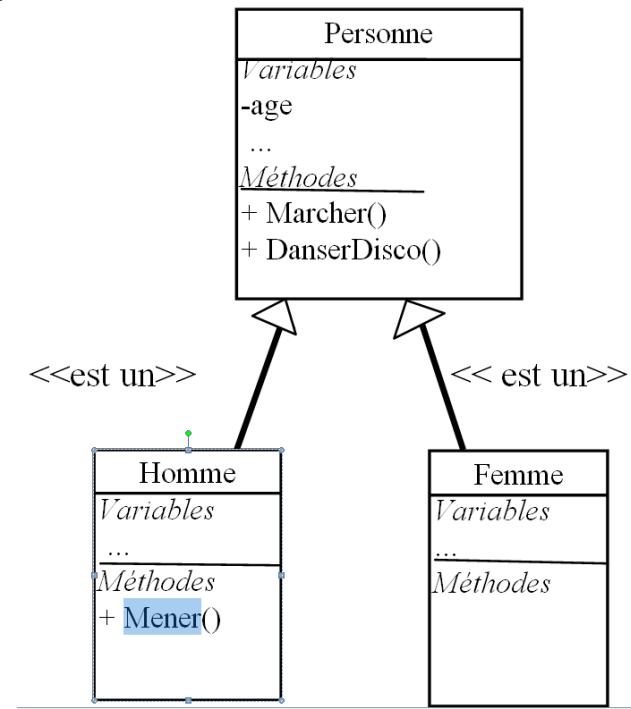 Personne
Variables
-age
...
Méthodes
+ Marcher()
+ DanserDisco()
<<est un>>
<< est un>>
Homme
Variables
...
Méthodes
+ Mener()
Femme
Variables
...
Méthodes